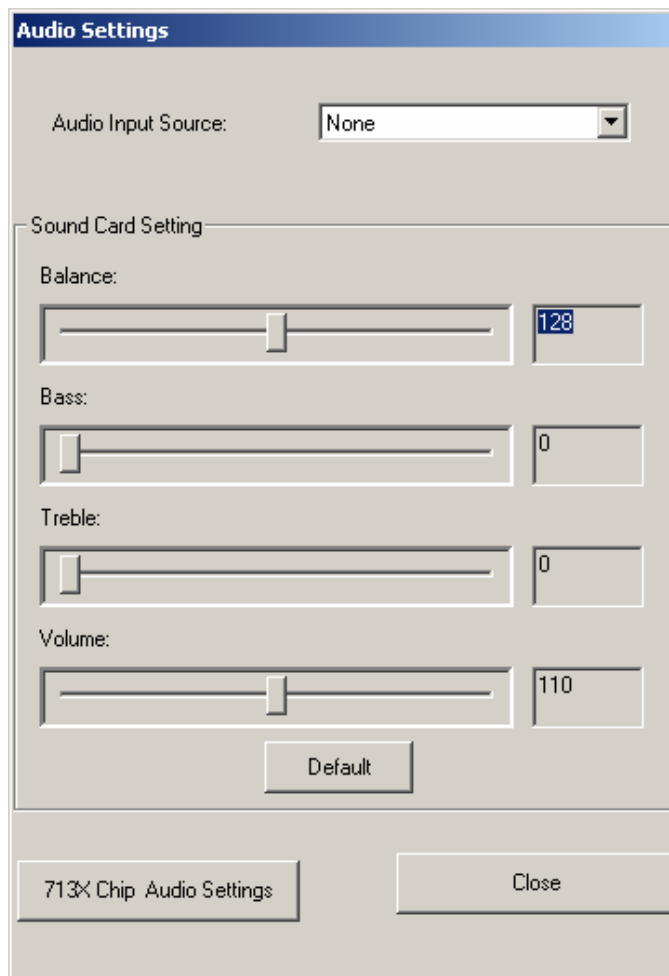 Audio Settings
Audio Input Source: None
Sound Card Setting
Balance:
128
Bass:
0
Treble:
0
Volume:
110
Default
713X Chip  Audio Settings
Close